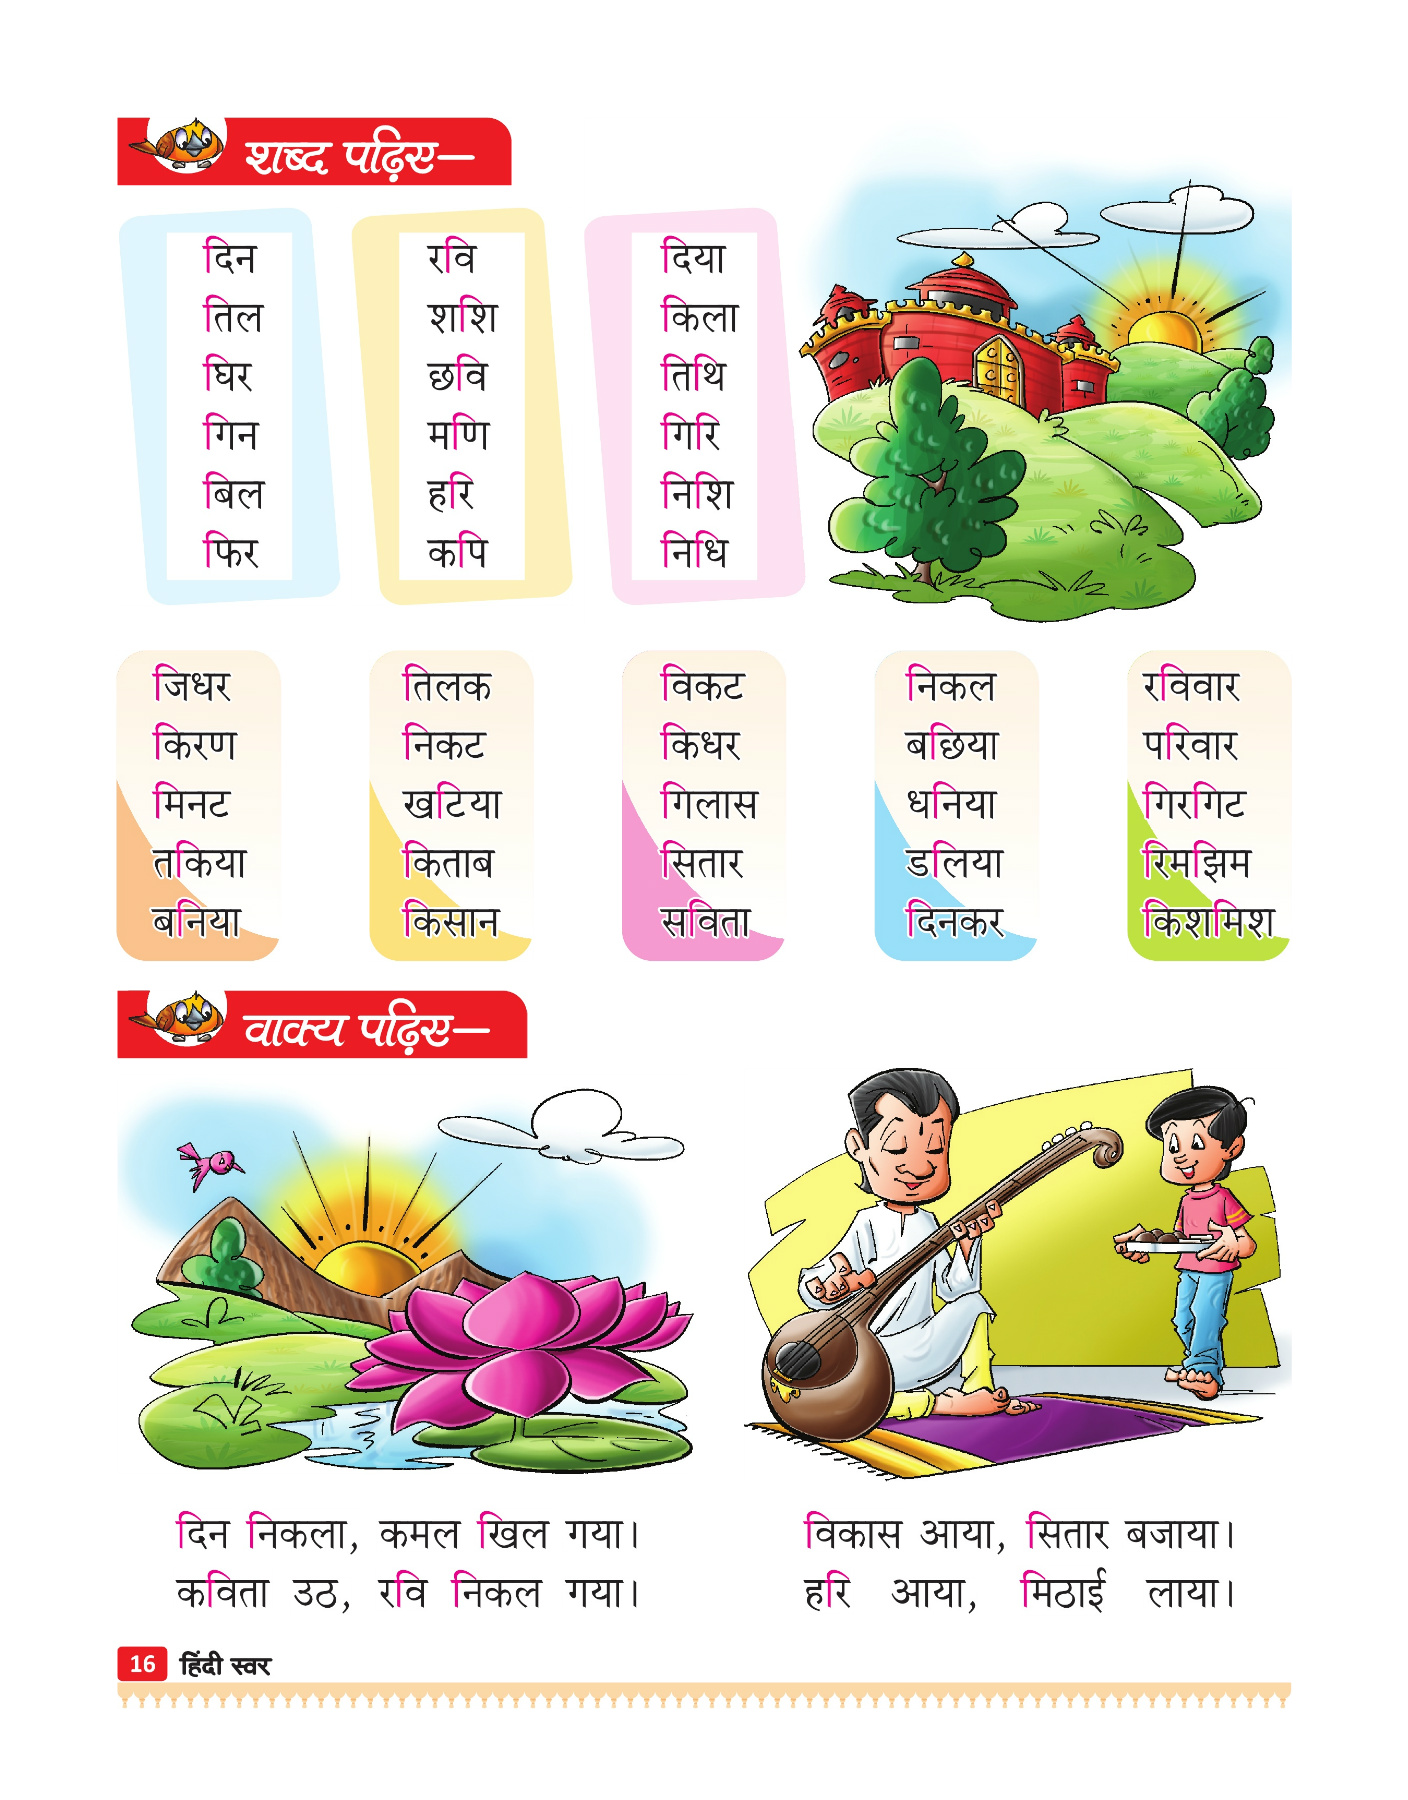 शब्द पढ़िए—
दिन
तिल
घिर
गिन
बिल
फिर
रवि
शशि
छवि
मणि
हरि
कपि
दिया
किला
तिथि
गिरि
निशि
निधि
जिधर
किरण
मिनट
तकिया
बनिया
तिलक
निकट
खटिया
किताब
किसान
विकट
किधर
गिलास
सितार
सविता
निकल
बछिया
धनिया
डलिया
दिनकर
रविवार
परिवार
गिरगिट
रिमझिम
किशमिश
वाक्य पढ़िए—
दिन निकला, कमल खिल गया।
कविता उठ, रवि निकल गया।
विकास आया, सितार बजाया।
हरि आया, मिठाई लाया।
16 हिंदी स्वर